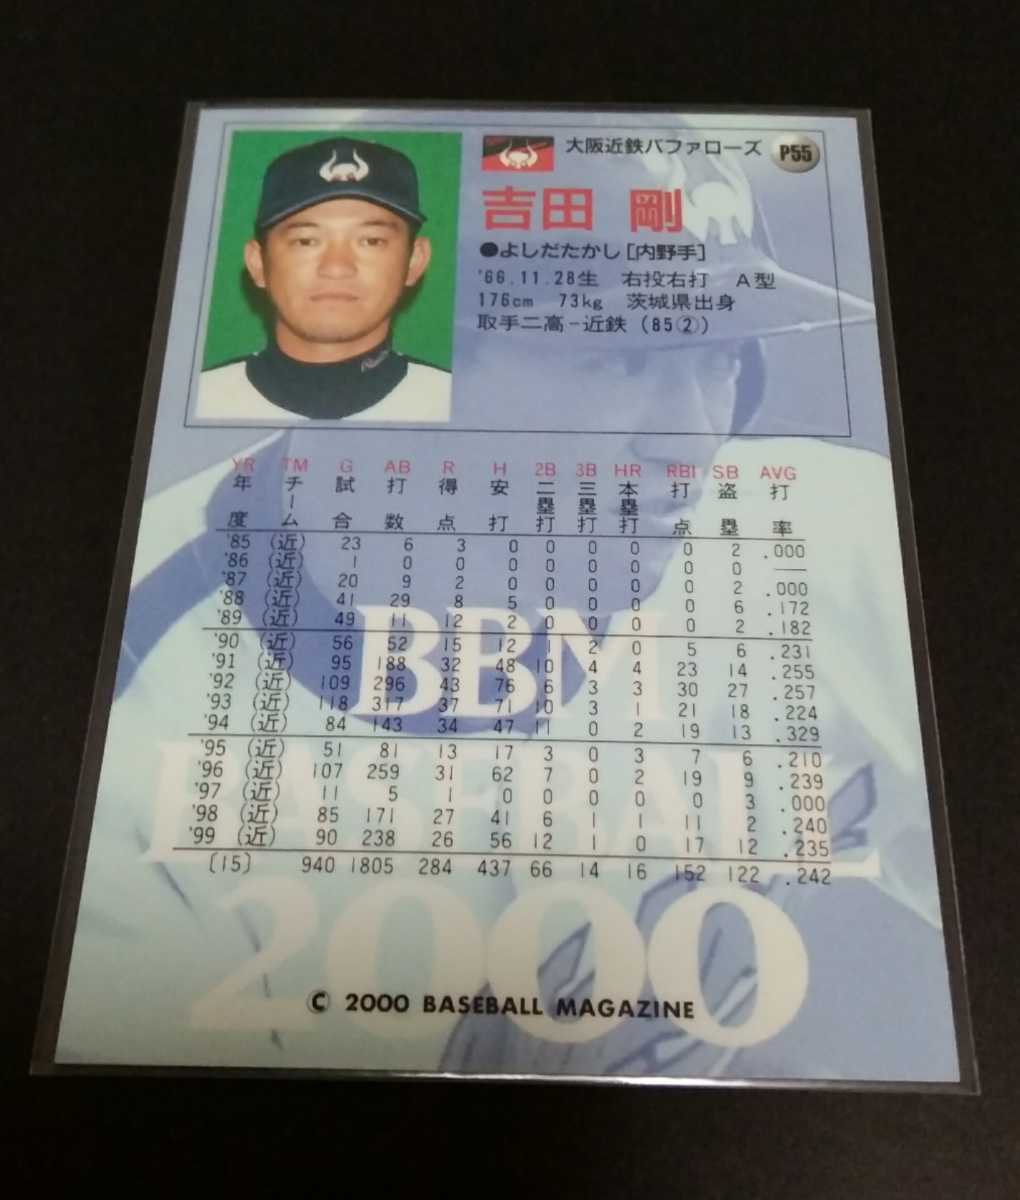 大阪近鉄バファローズ P55
吉田 剛
●よしだたかし [内野手]
'66.11.28生 右投右打 A型
176cm 73kg 茨城県出身
取手二高－近鉄 (85②)
YR TM G AB R H 2B 3B HR RBI SB AVG
年度 チーム 試合 打数 得点 安打 二塁打 三塁打 本塁打 打点 盗塁 打率
'85 (近) 23 6 3 0 0 0 0 0 2 .000
'86 (近) 1 0 0 0 0 0 0 0 0 ―
'87 (近) 20 9 2 0 0 0 0 0 2 .000
'88 (近) 41 29 8 5 0 0 0 0 6 .172
'89 (近) 49 11 12 2 0 0 0 0 2 .182
'90 (近) 56 52 15 12 1 2 0 5 6 .231
'91 (近) 95 188 32 48 10 4 4 23 14 .255
'92 (近) 109 296 43 76 6 3 3 30 27 .257
'93 (近) 118 317 37 71 10 3 1 21 18 .224
'94 (近) 84 143 34 47 11 0 2 19 13 .329
'95 (近) 51 81 13 17 3 0 3 7 6 .210
'96 (近) 107 259 31 62 7 0 2 19 9 .239
'97 (近) 11 5 1 0 0 0 0 0 3 .000
'98 (近) 85 171 27 41 6 1 1 11 2 .240
'99 (近) 90 238 26 56 12 1 0 17 12 .235
(15) 940 1805 284 437 66 14 16 152 122 .242
BBM
BASEBALL
2000
© 2000 BASEBALL MAGAZINE